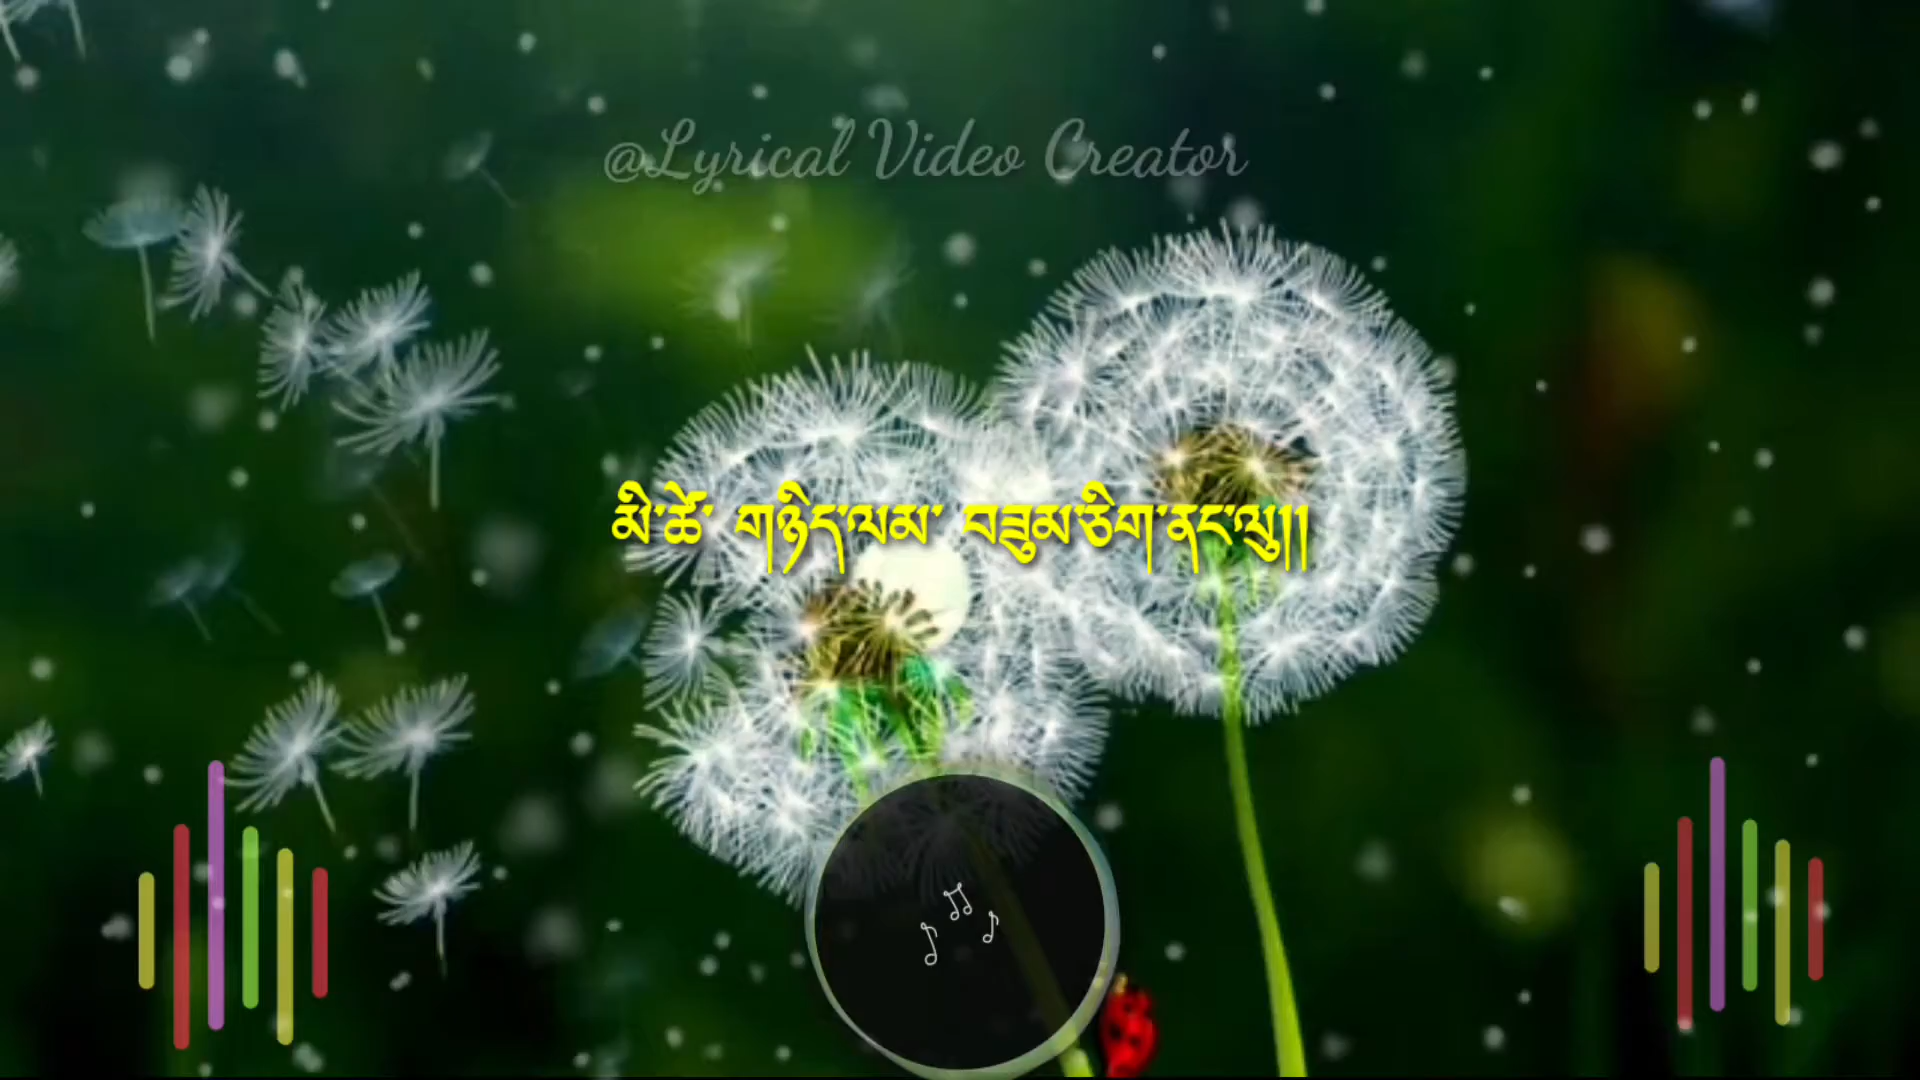 @Lyrical Video Creator
མི་ཚེ་ གཉིད་ལམ་ བཟུམ་ཅིག་ནང་ལུ།།